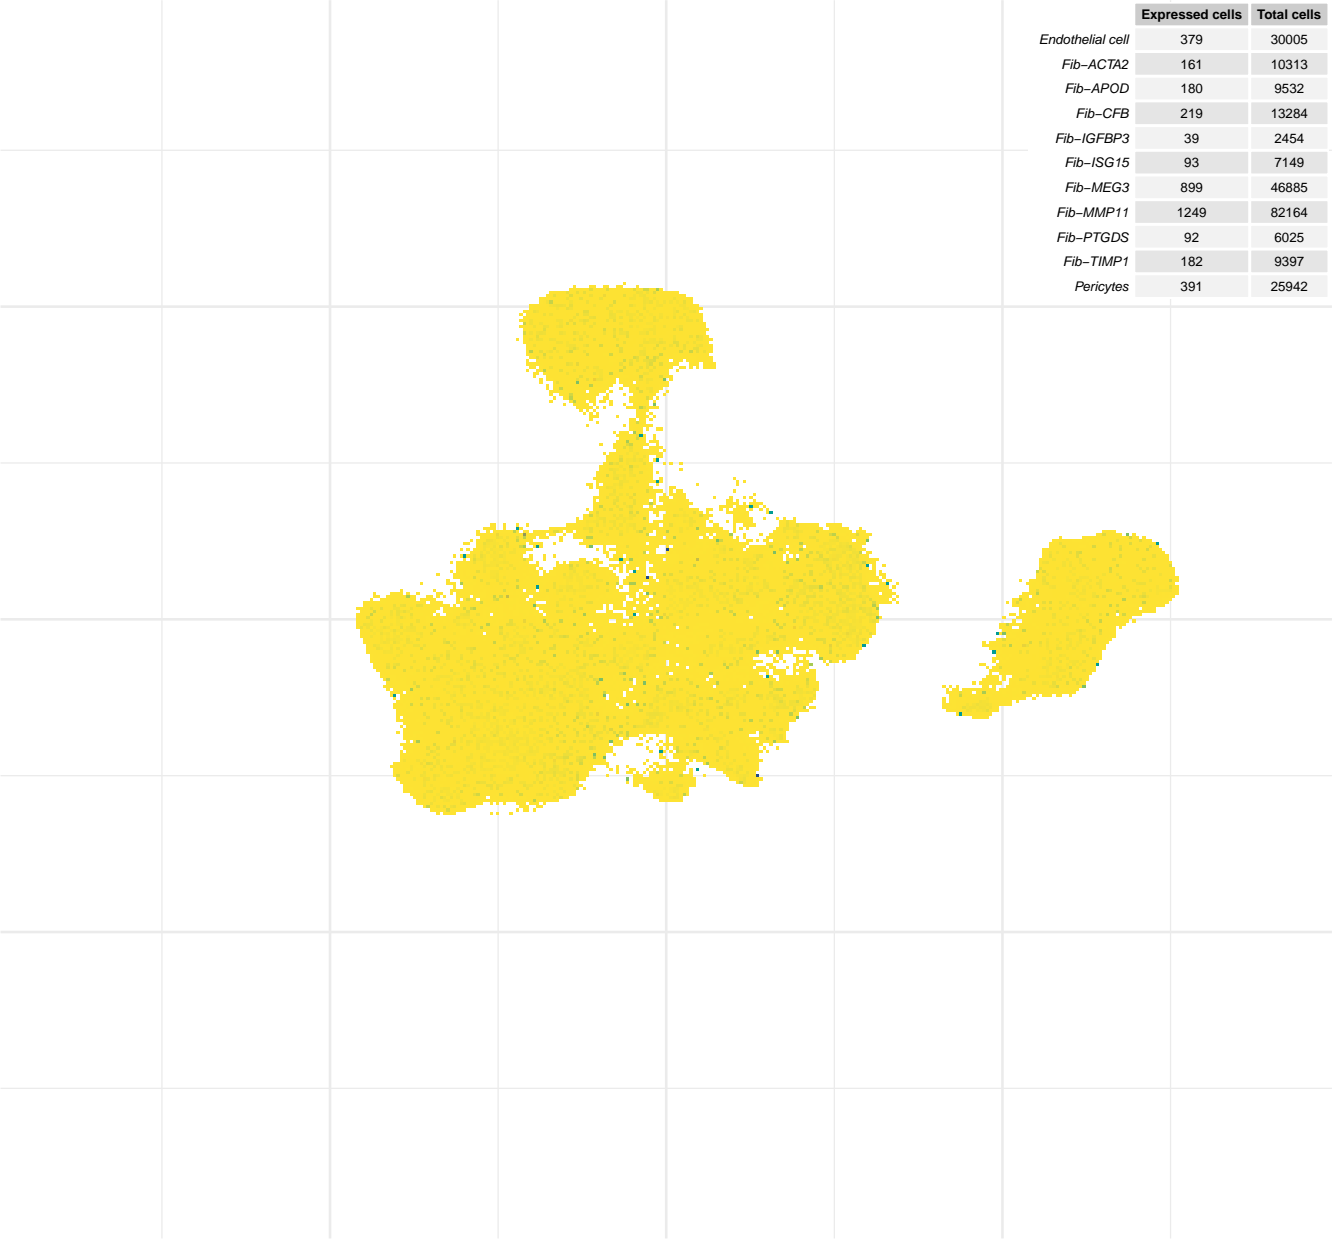 Expressed cells Total cells
Endothelial cell 379 30005
Fib−ACTA2 161 10313
Fib−APOD 180 9532
Fib−CFB 219 13284
Fib−IGFBP3 39 2454
Fib−ISG15 93 7149
Fib−MEG3 899 46885
Fib−MMP11 1249 82164
Fib−PTGDS 92 6025
Fib−TIMP1 182 9397
Pericytes 391 25942